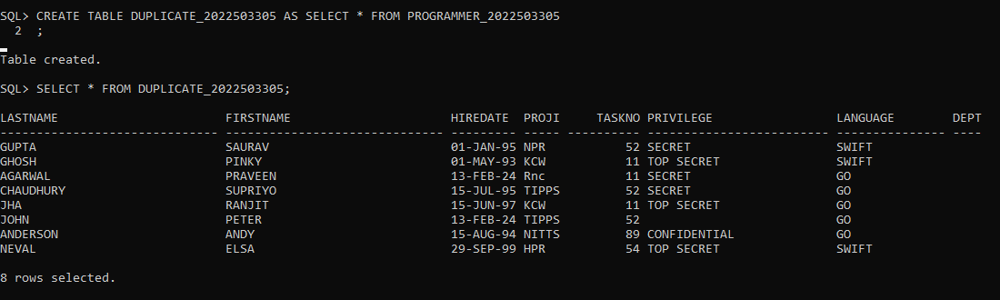 SQL> CREATE TABLE DUPLICATE_2022503305 AS SELECT * FROM PROGRAMMER_2022503305
  2  ;
Table created.
SQL> SELECT * FROM DUPLICATE_2022503305;
LASTNAME                       FIRSTNAME                      HIREDATE  PROJI     TASKNO PRIVILEGE                 LANGUAGE        DEPT
------------------------------ ------------------------------ --------- ----- ---------- ------------------------- --------------- ----
GUPTA                          SAURAV                         01-JAN-95 NPR           52 SECRET                    SWIFT
GHOSH                          PINKY                          01-MAY-93 KCW           11 TOP SECRET                SWIFT
AGARWAL                        PRAVEEN                        13-FEB-24 Rnc           11 SECRET                    GO
CHAUDHURY                      SUPRIYO                        15-JUL-95 TIPPS         52 SECRET                    GO
JHA                            RANJIT                         15-JUN-97 KCW           11 TOP SECRET                GO
JOHN                           PETER                          13-FEB-24 TIPPS         52                           GO
ANDERSON                       ANDY                           15-AUG-94 NITTS         89 CONFIDENTIAL              GO
NEVAL                          ELSA                           29-SEP-99 HPR           54 TOP SECRET                SWIFT
8 rows selected.